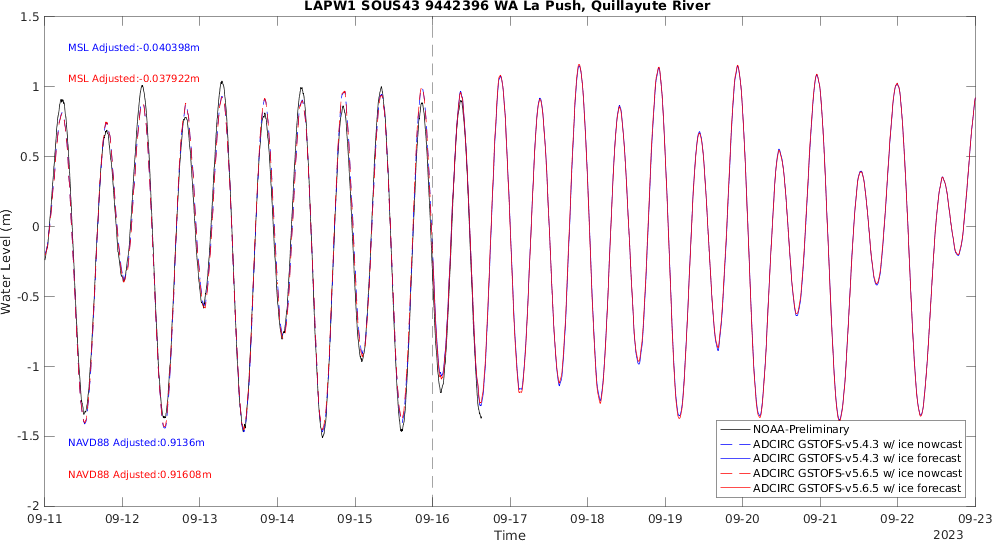 LAPW1 SOUS43 9442396 WA La Push, Quillayute River
1.5
MSL Adjusted:-0.040398m
MSL Adjusted:-0.037922m
1
0.5
0
-0.5
-1
-1.5
-2
Water Level (m)
NAVD88 Adjusted:0.9136m
NAVD88 Adjusted:0.91608m
NOAA-Preliminary
ADCIRC GSTOFS-v5.4.3 w/ ice nowcast
ADCIRC GSTOFS-v5.4.3 w/ ice forecast
ADCIRC GSTOFS-v5.6.5 w/ ice nowcast
ADCIRC GSTOFS-v5.6.5 w/ ice forecast
09-11 09-12 09-13 09-14 09-15 09-16 09-17 09-18 09-19 09-20 09-21 09-22 09-23
Time
2023